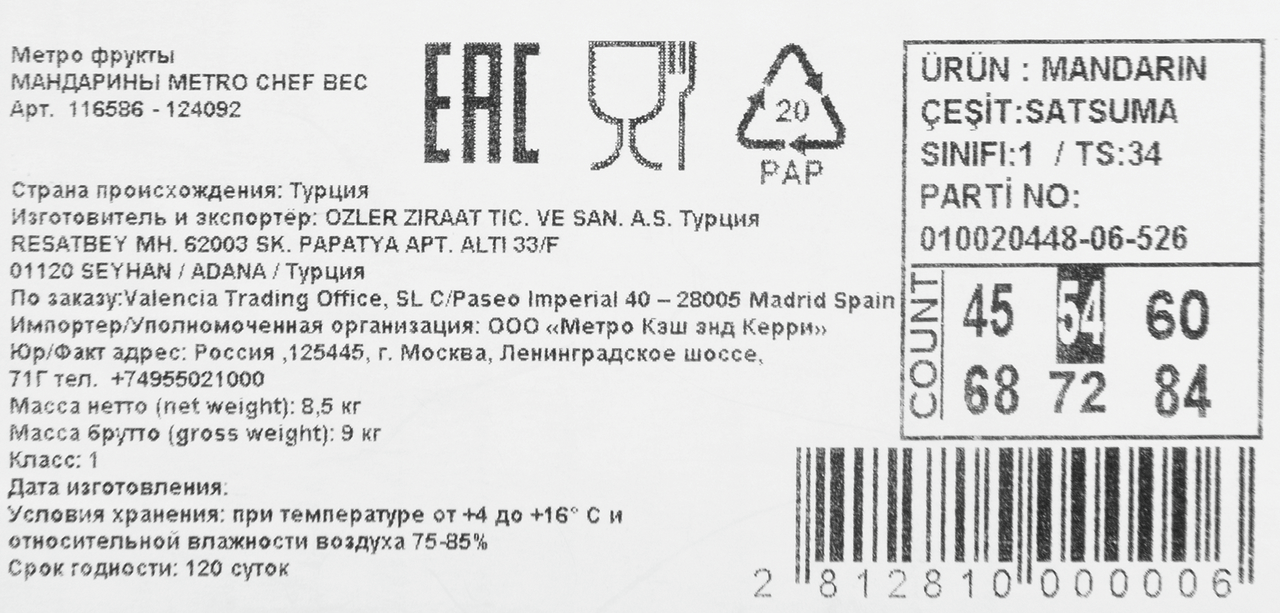 Метро фрукты
МАНДАРИНЫ METRO CHEF ВЕС
Арт. 116586 - 124092
EAC
20
PAP
Страна происхождения: Турция
Изготовитель и экспортёр: OZLER ZIRAAT TIC. VE SAN. A.S. Турция
RESATBEY MH. 62003 SK. PAPATYA APT. ALTI 33/F
01120 SEYHAN / ADANA / Турция
По заказу:Valencia Trading Office, SL C/Paseo Imperial 40 – 28005 Madrid Spain
Импортер/Уполномоченная организация: ООО «Метро Кэш энд Керри»
Юр/Факт адрес: Россия ,125445, г. Москва, Ленинградское шоссе,
71Г тел. +74955021000
Масса нетто (net weight): 8,5 кг
Масса брутто (gross weight): 9 кг
Класс: 1
Дата изготовления:
Условия хранения: при температуре от +4 до +16° С и
относительной влажности воздуха 75-85%
Срок годности: 120 суток
ÜRÜN : MANDARIN
ÇEŞİT:SATSUMA
SINIFI:1 / TS:34
PARTİ NO:
010020448-06-526
COUNT
45 54 60
68 72 84
2 812810 000006